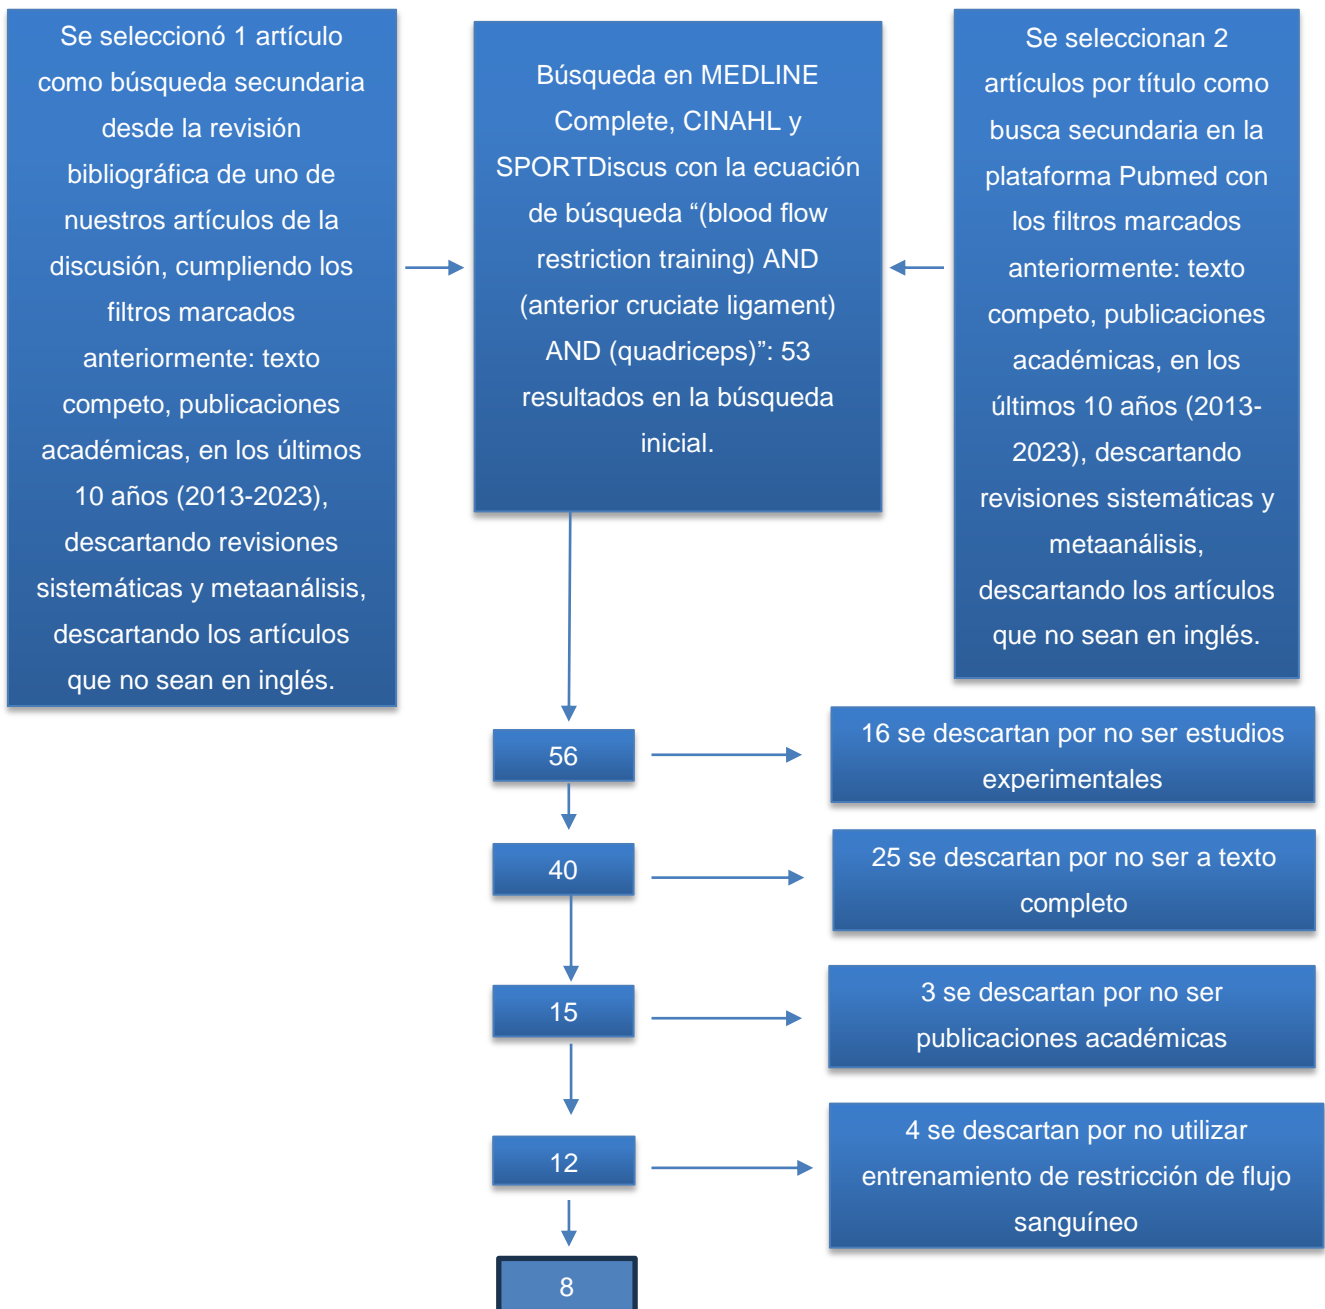 Se seleccionó 1 artículo
como búsqueda secundaria
desde la revisión
bibliográfica de uno de
nuestros artículos de la
discusión, cumpliendo los
filtros marcados
anteriormente: texto
competo, publicaciones
académicas, en los últimos
10 años (2013-2023),
descartando revisiones
sistemáticas y metaanálisis,
descartando los artículos
que no sean en inglés.
Búsqueda en MEDLINE
Complete, CINAHL y
SPORTDiscus con la ecuación
de búsqueda “(blood flow
restriction training) AND
(anterior cruciate ligament)
AND (quadriceps)”: 53
resultados en la búsqueda
inicial.
Se seleccionan 2
artículos por título como
busca secundaria en la
plataforma Pubmed con
los filtros marcados
anteriormente: texto
competo, publicaciones
académicas, en los
últimos 10 años (2013-
2023), descartando
revisiones sistemáticas y
metaanálisis,
descartando los artículos
que no sean en inglés.
56
16 se descartan por no ser estudios
experimentales
40
25 se descartan por no ser a texto
completo
15
3 se descartan por no ser
publicaciones académicas
12
4 se descartan por no utilizar
entrenamiento de restricción de flujo
sanguíneo
8